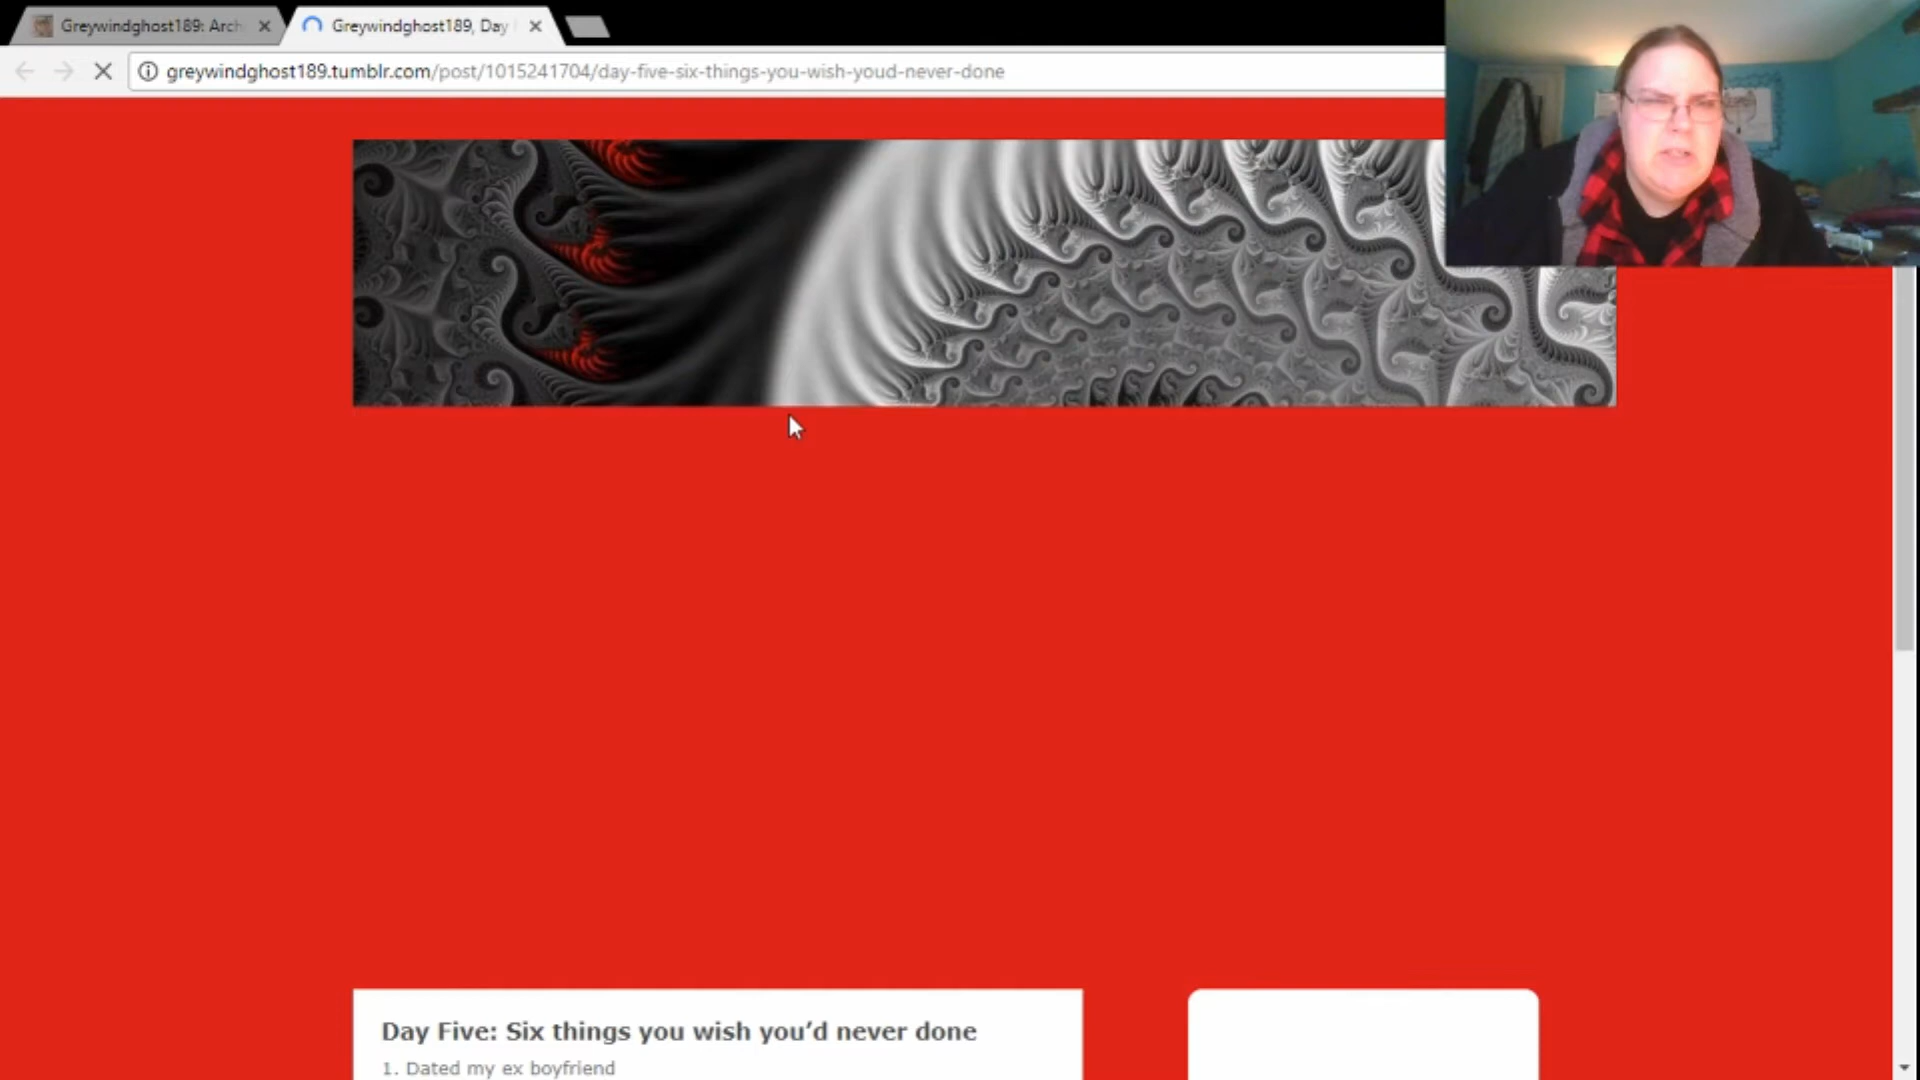 Greywindghost189: Arch
Greywindghost189, Day
greywindghost189.tumblr.com/post/1015241704/day-five-six-things-you-wish-youd-never-done
Day Five: Six things you wish you’d never done
1. Dated my ex boyfriend